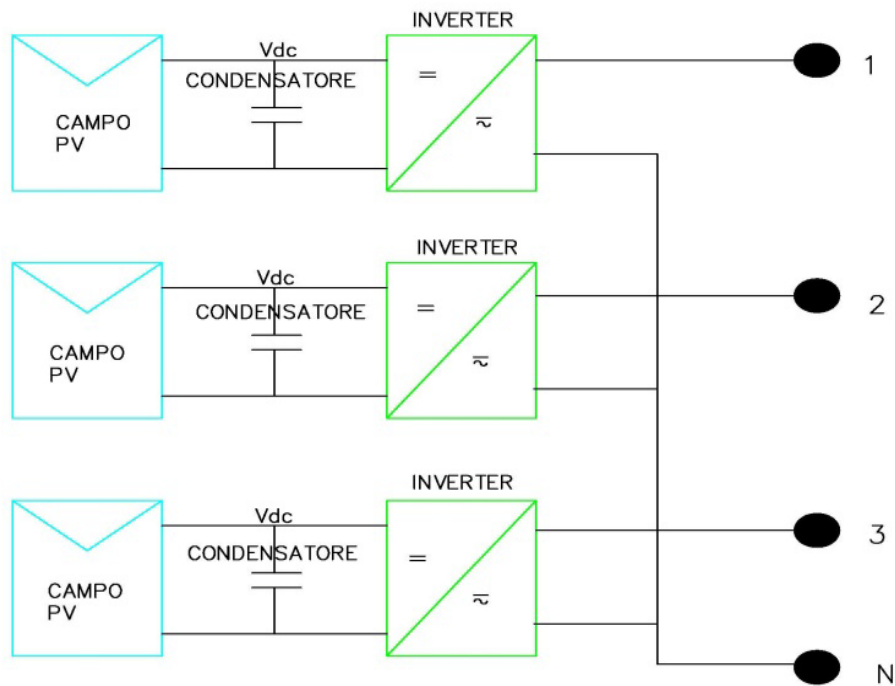 INVERTER
Vdc
CONDENSATORE
1
CAMPO
PV
INVERTER
Vdc
CONDENSATORE
2
CAMPO
PV
INVERTER
Vdc
CONDENSATORE
3
CAMPO
PV
N